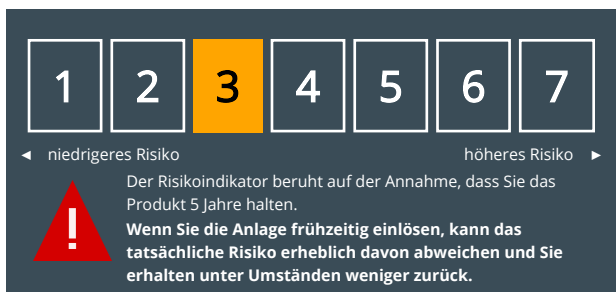 1 2 3 4 5 6 7
◄ niedrigeres Risiko höheres Risiko ►
Der Risikoindikator beruht auf der Annahme, dass Sie das
Produkt 5 Jahre halten.
Wenn Sie die Anlage frühzeitig einlösen, kann das
tatsächliche Risiko erheblich davon abweichen und Sie
erhalten unter Umständen weniger zurück.
!